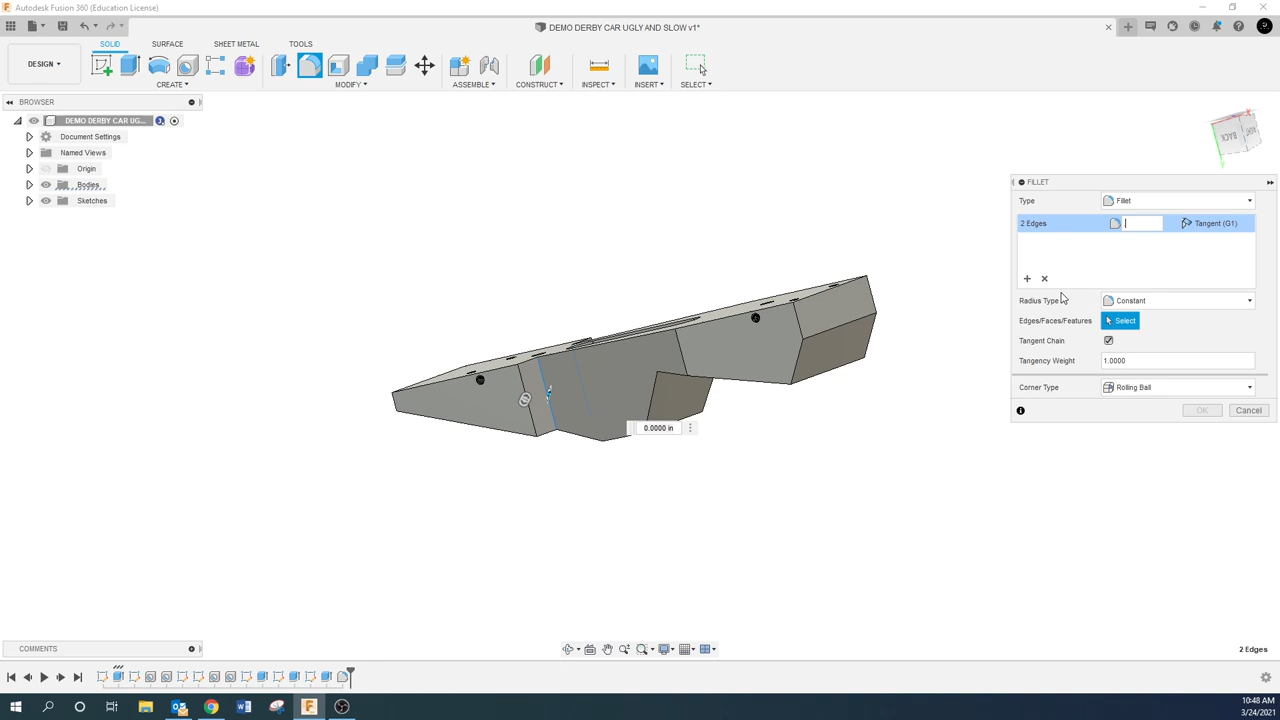 Autodesk Fusion 360 (Education License)
DEMO DERBY CAR UGLY AND SLOW v1*
SOLID SURFACE SHEET METAL TOOLS
DESIGN
CREATE MODIFY ASSEMBLE CONSTRUCT INSPECT INSERT SELECT
BROWSER
DEMO DERBY CAR UG...
Document Settings
Named Views
Origin
Bodies
Sketches
BACK
FILLET
Type Fillet
2 Edges Tangent (G1)
Radius Type Constant
Edges/Faces/Features Select
Tangent Chain
Tangency Weight 1.0000
Corner Type Rolling Ball
OK Cancel
0.0000 in
COMMENTS
2 Edges
10:48 AM
3/24/2021